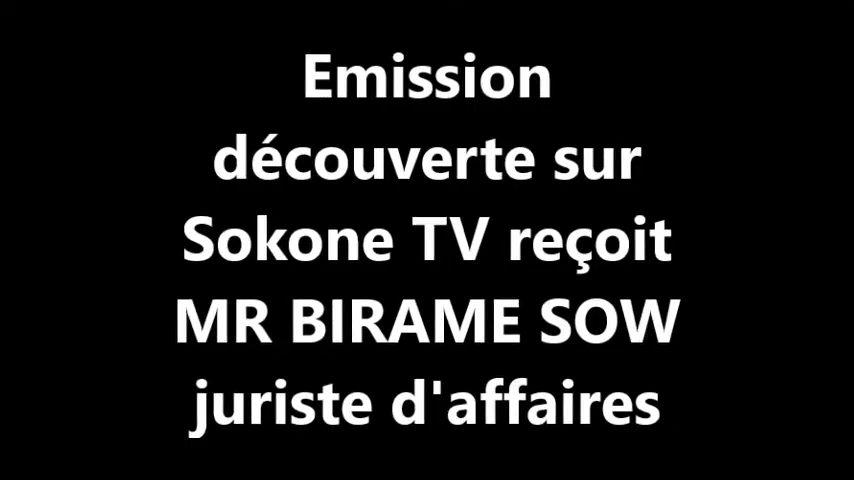 Emission
découverte sur
Sokone TV reçoit
MR BIRAME SOW
juriste d'affaires